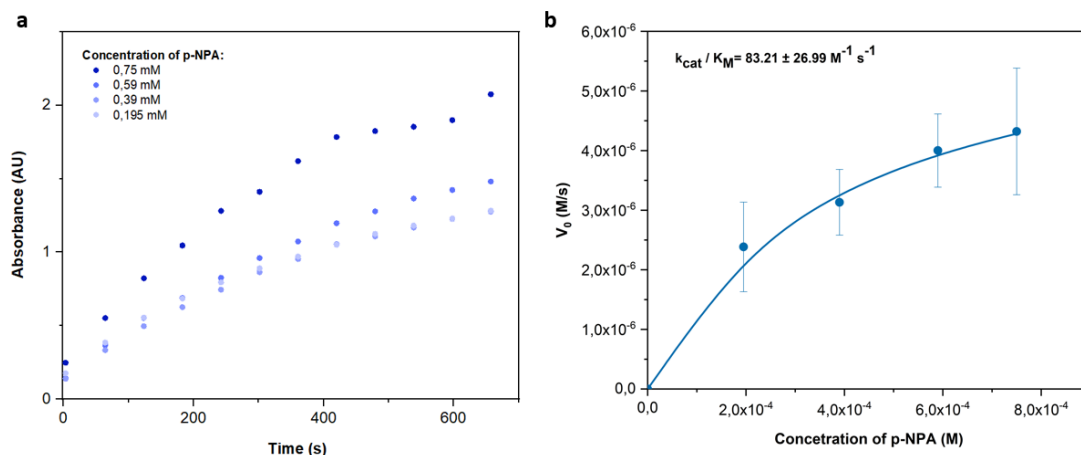 a
Concentration of p-NPA:
0,75 mM
0,59 mM
0,39 mM
0,195 mM
2
1
0
Absorbance (AU)
0
200
400
600
Time (s)
b
k_cat / K_M= 83.21 ± 26.99 M^-1 s^-1
6,0x10^-6
5,0x10^-6
4,0x10^-6
3,0x10^-6
2,0x10^-6
1,0x10^-6
0,0
V_0 (M/s)
0,0
2,0x10^-4
4,0x10^-4
6,0x10^-4
8,0x10^-4
Concetration of p-NPA (M)